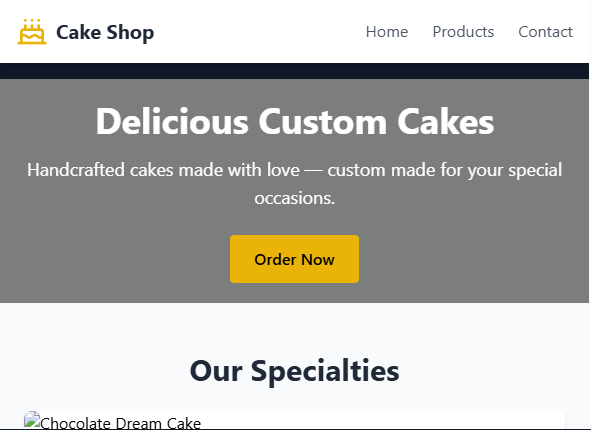 Cake Shop
Home Products Contact
Delicious Custom Cakes
Handcrafted cakes made with love — custom made for your special
occasions.
Order Now
Our Specialties
Chocolate Dream Cake